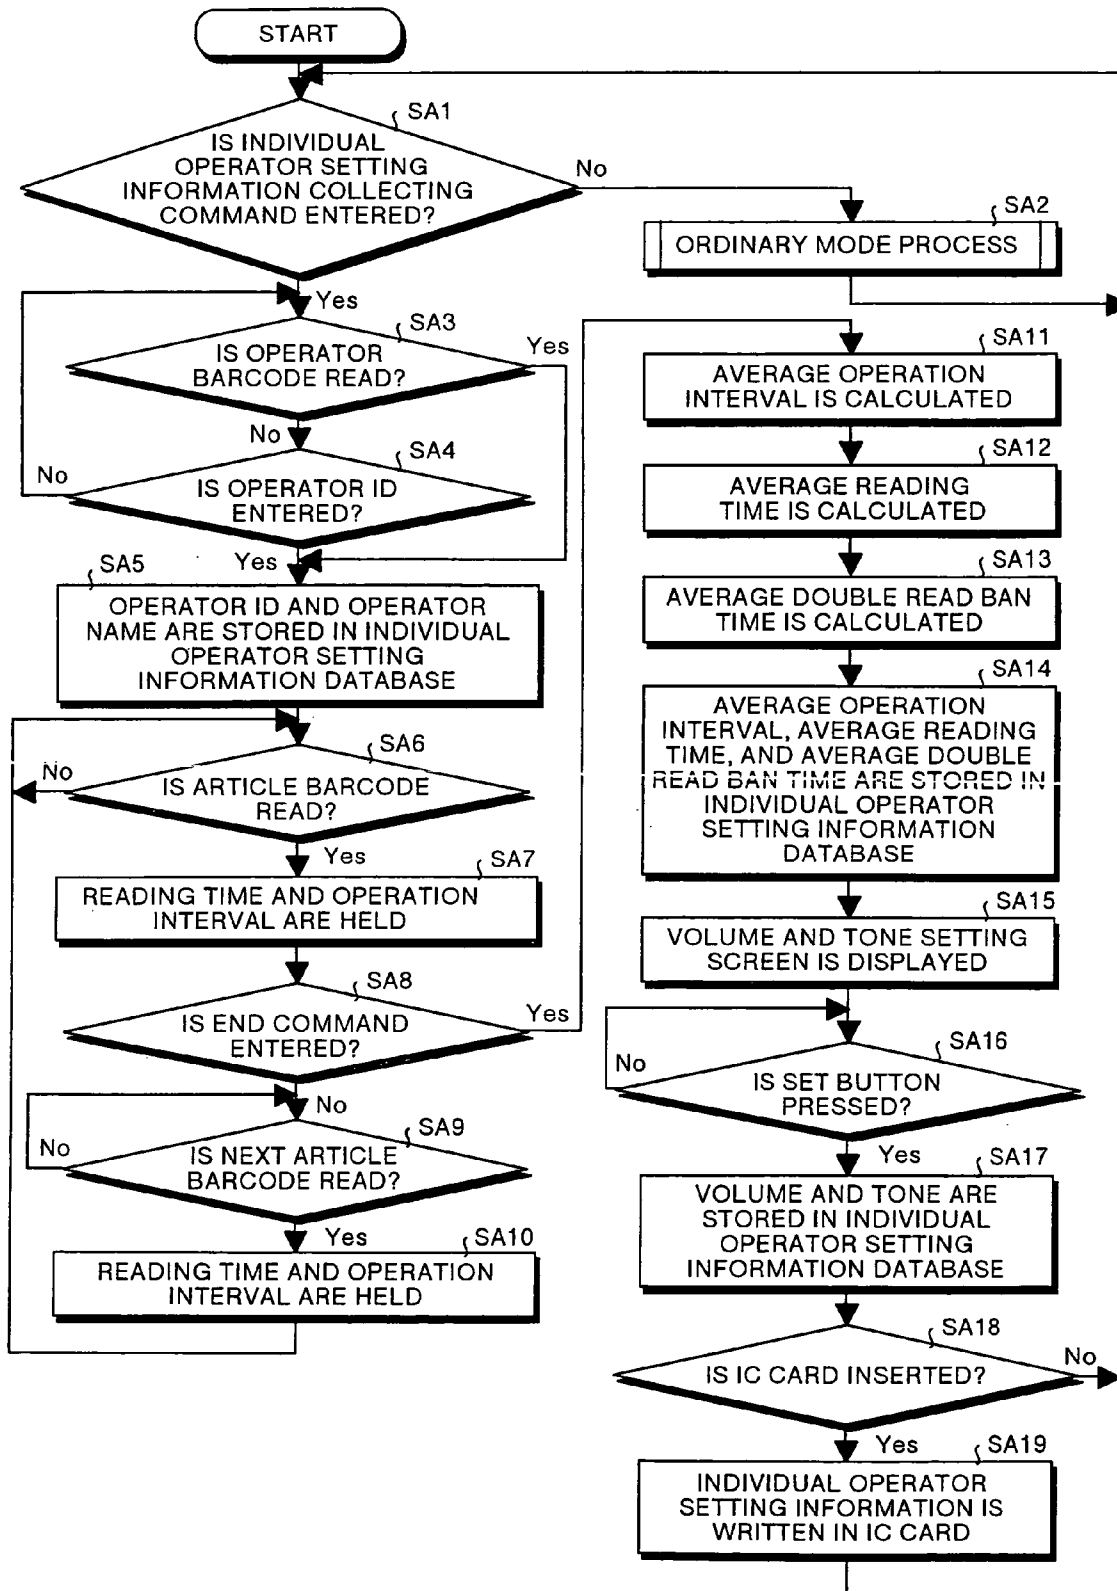 START
SA1
IS INDIVIDUAL
OPERATOR SETTING
INFORMATION COLLECTING
COMMAND ENTERED?
No
Yes
SA2
ORDINARY MODE PROCESS
SA3
IS OPERATOR
BARCODE READ?
Yes
No
SA4
IS OPERATOR ID
ENTERED?
No
Yes
SA5
OPERATOR ID AND OPERATOR
NAME ARE STORED IN INDIVIDUAL
OPERATOR SETTING
INFORMATION DATABASE
SA6
IS ARTICLE BARCODE
READ?
No
Yes
SA7
READING TIME AND OPERATION
INTERVAL ARE HELD
SA8
IS END COMMAND
ENTERED?
Yes
No
SA9
IS NEXT ARTICLE
BARCODE READ?
No
Yes
SA10
READING TIME AND OPERATION
INTERVAL ARE HELD
SA11
AVERAGE OPERATION
INTERVAL IS CALCULATED
SA12
AVERAGE READING
TIME IS CALCULATED
SA13
AVERAGE DOUBLE READ BAN
TIME IS CALCULATED
SA14
AVERAGE OPERATION
INTERVAL, AVERAGE READING
TIME, AND AVERAGE DOUBLE
READ BAN TIME ARE STORED IN
INDIVIDUAL OPERATOR
SETTING INFORMATION
DATABASE
SA15
VOLUME AND TONE SETTING
SCREEN IS DISPLAYED
SA16
IS SET BUTTON
PRESSED?
No
Yes
SA17
VOLUME AND TONE ARE
STORED IN INDIVIDUAL
OPERATOR SETTING
INFORMATION DATABASE
SA18
IS IC CARD INSERTED?
No
Yes
SA19
INDIVIDUAL OPERATOR
SETTING INFORMATION IS
WRITTEN IN IC CARD